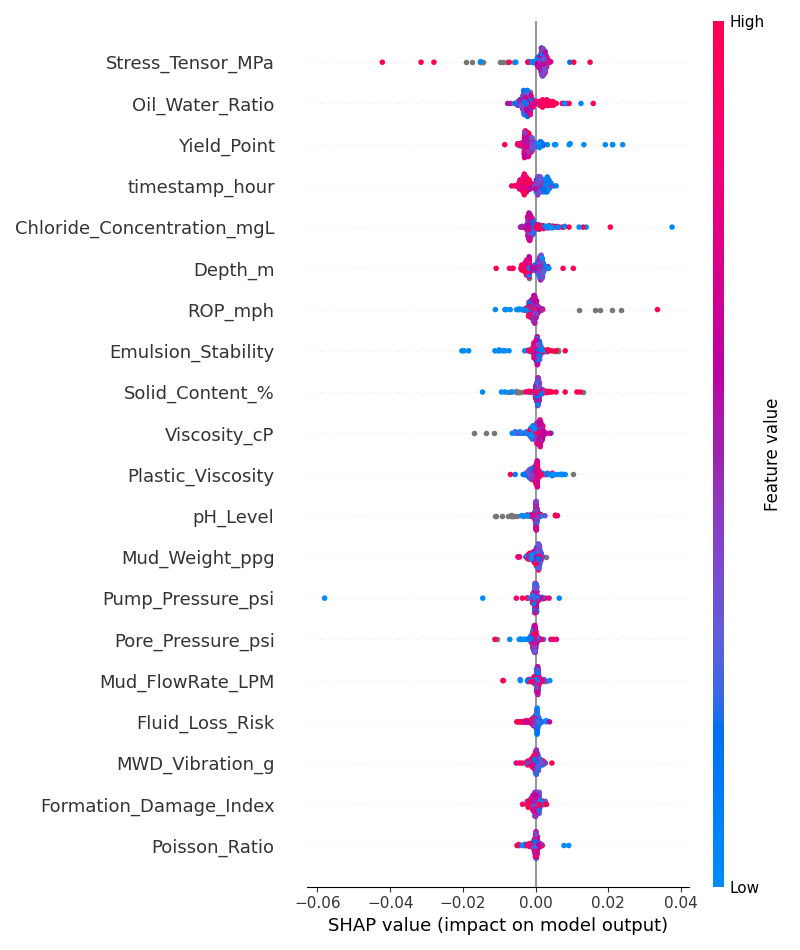 High
Stress_Tensor_MPa
Oil_Water_Ratio
Yield_Point
timestamp_hour
Chloride_Concentration_mgL
Depth_m
ROP_mph
Emulsion_Stability
Solid_Content_%
Viscosity_cP
Plastic_Viscosity
pH_Level
Mud_Weight_ppg
Pump_Pressure_psi
Pore_Pressure_psi
Mud_FlowRate_LPM
Fluid_Loss_Risk
MWD_Vibration_g
Formation_Damage_Index
Poisson_Ratio
Feature value
Low
−0.06 −0.04 −0.02 0.00 0.02 0.04
SHAP value (impact on model output)